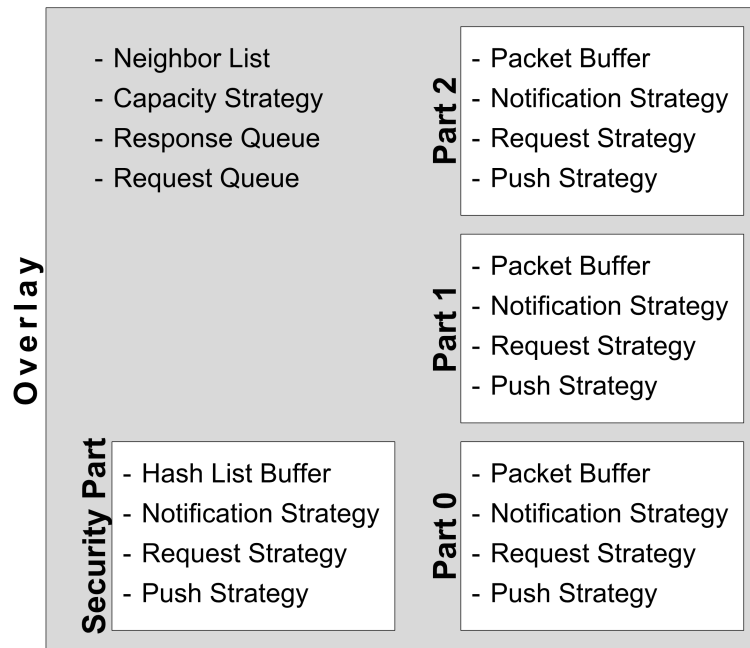 Overlay
- Neighbor List
- Capacity Strategy
- Response Queue
- Request Queue
Part 2
- Packet Buffer
- Notification Strategy
- Request Strategy
- Push Strategy
Part 1
- Packet Buffer
- Notification Strategy
- Request Strategy
- Push Strategy
Security Part
- Hash List Buffer
- Notification Strategy
- Request Strategy
- Push Strategy
Part 0
- Packet Buffer
- Notification Strategy
- Request Strategy
- Push Strategy